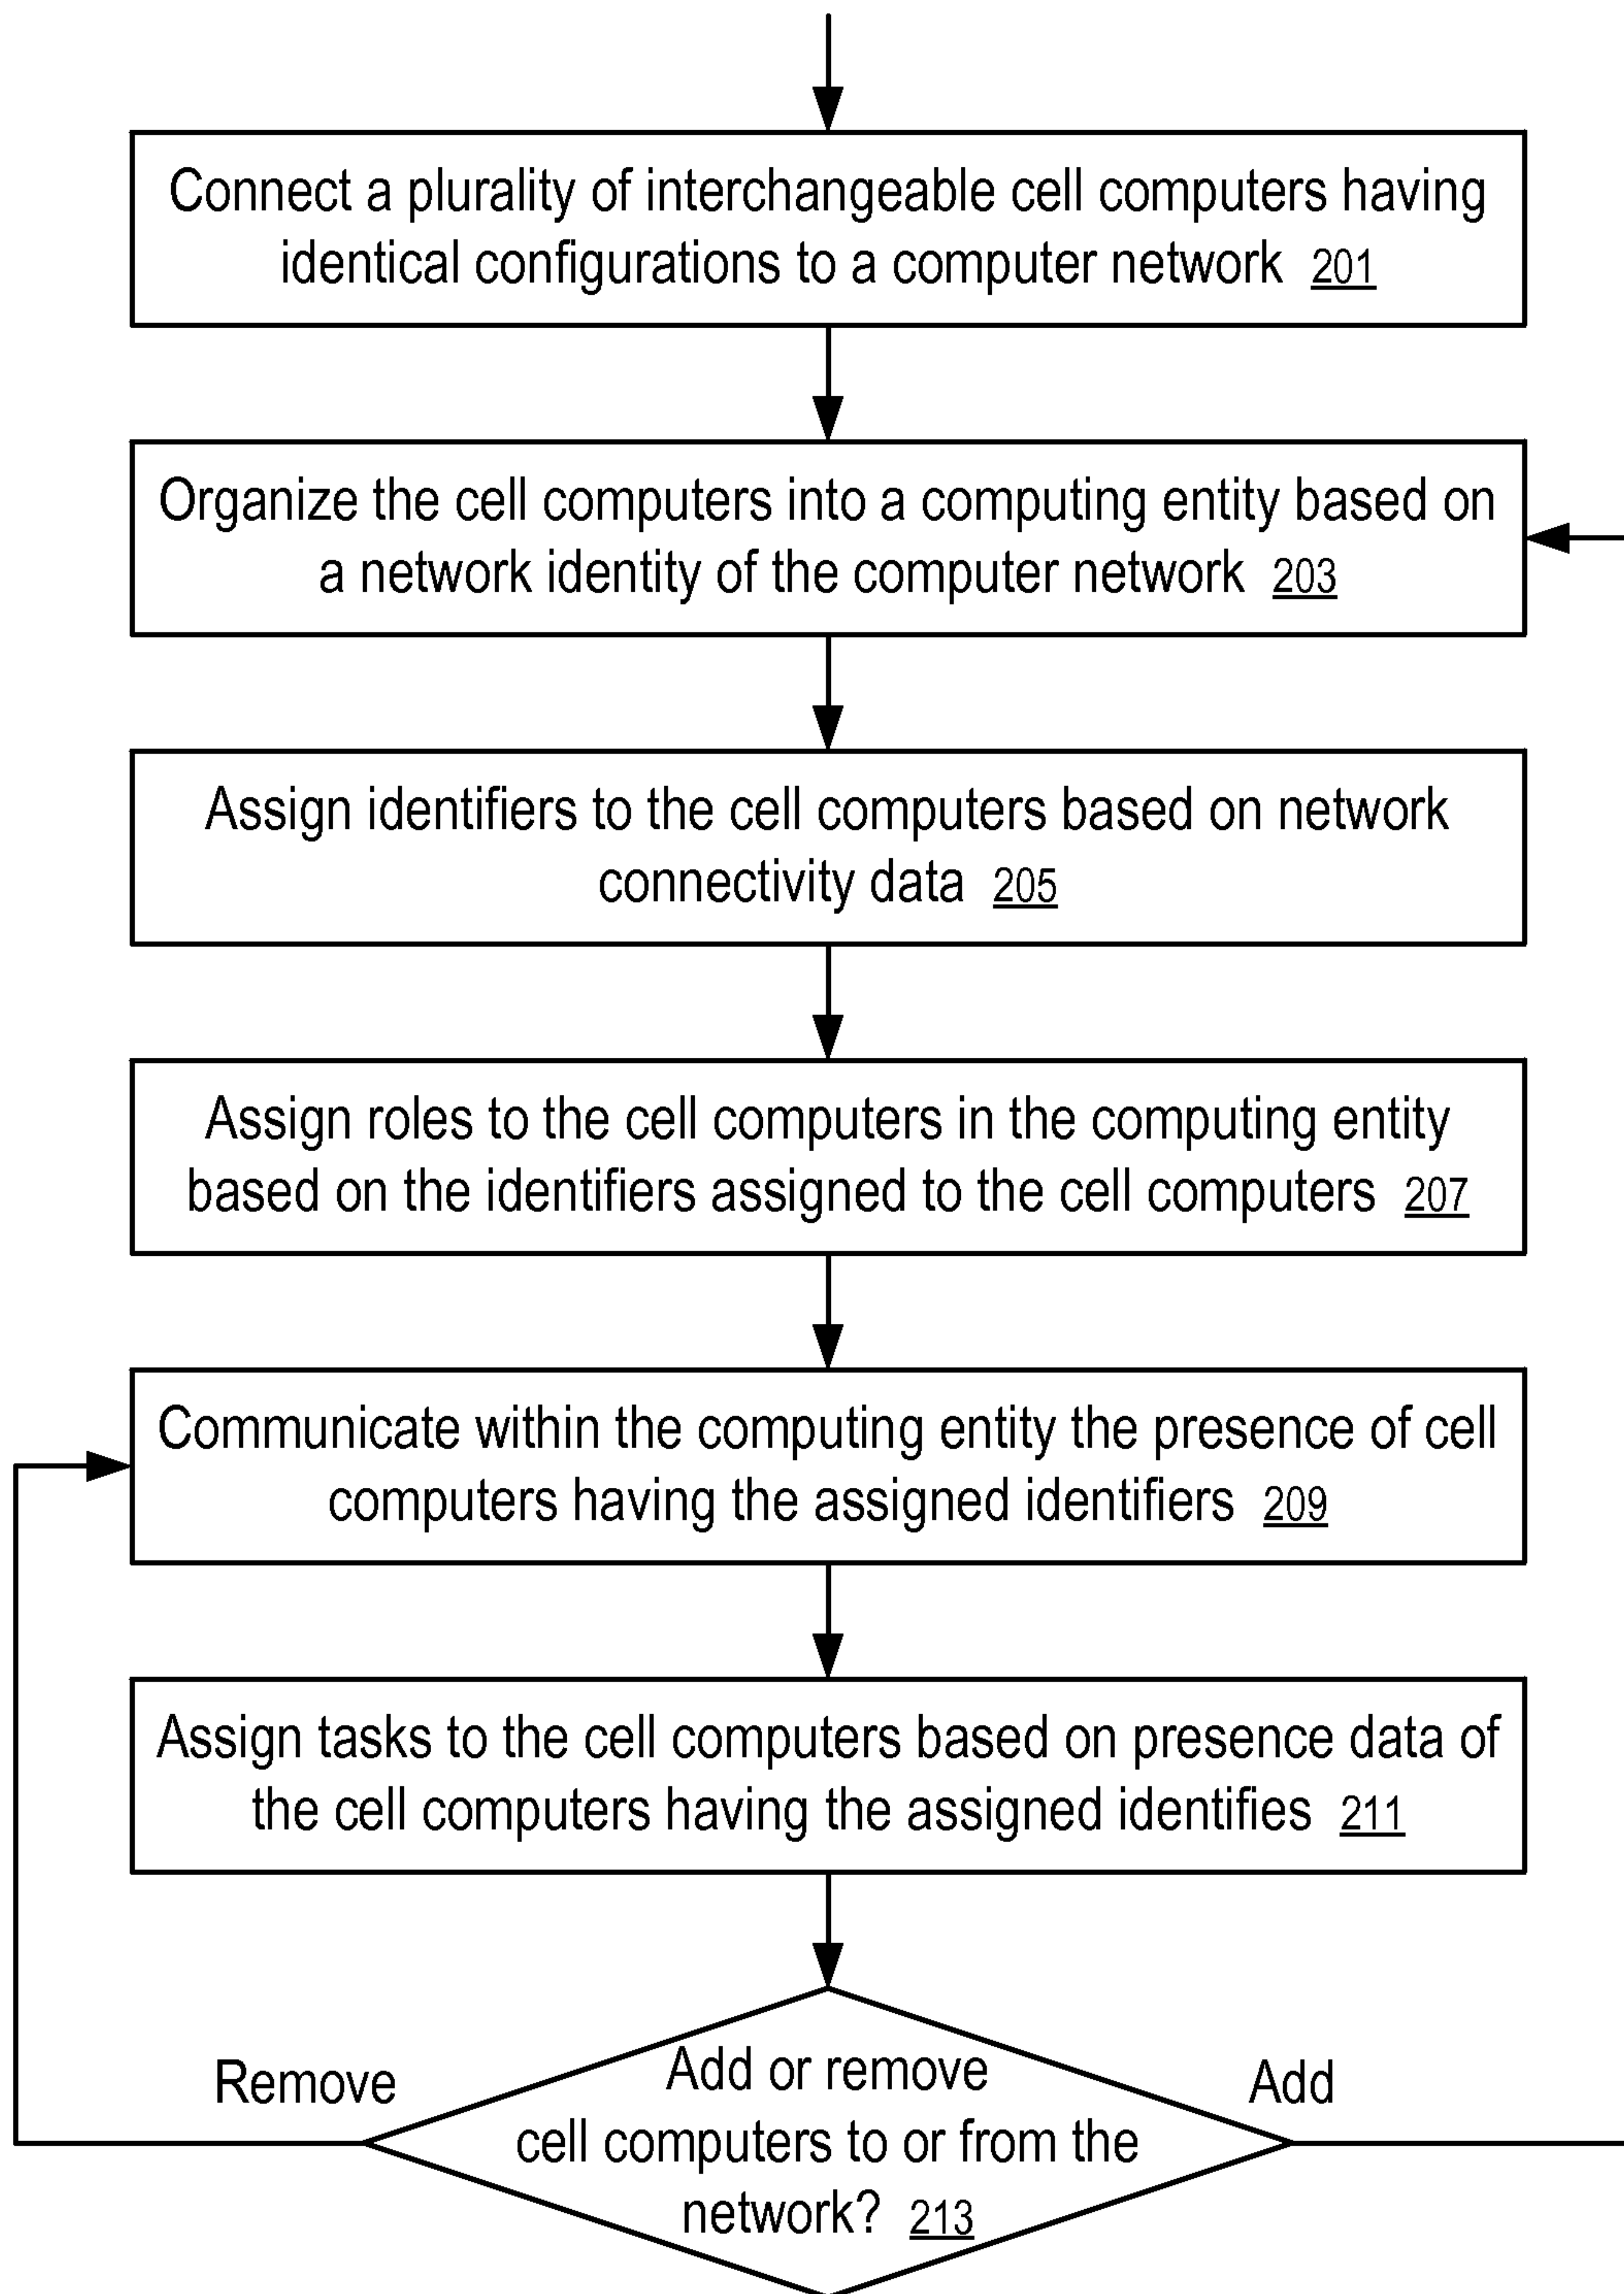 Connect a plurality of interchangeable cell computers having
identical configurations to a computer network 201
Organize the cell computers into a computing entity based on
a network identity of the computer network 203
Assign identifiers to the cell computers based on network
connectivity data 205
Assign roles to the cell computers in the computing entity
based on the identifiers assigned to the cell computers 207
Communicate within the computing entity the presence of cell
computers having the assigned identifiers 209
Assign tasks to the cell computers based on presence data of
the cell computers having the assigned identifies 211
Remove
Add or remove
cell computers to or from the
network? 213
Add